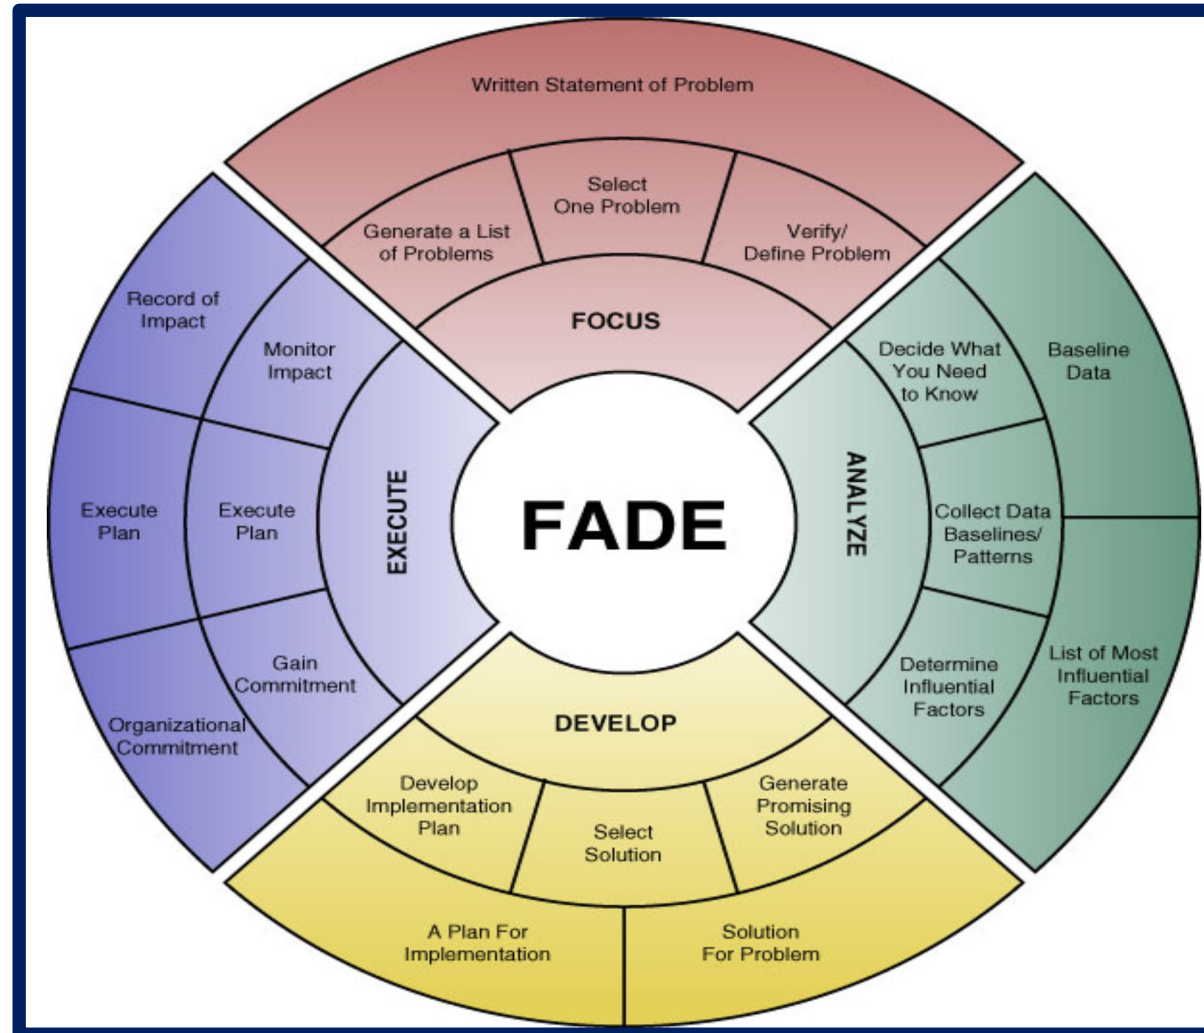 Written Statement of Problem
Generate a List
of Problems
Select
One Problem
Verify/
Define Problem
FOCUS
Record of
Impact
Monitor
Impact
Execute
Plan
Execute
Plan
Gain
Commitment
Organizational
Commitment
EXECUTE
FADE
ANALYZE
Decide What
You Need
to Know
Collect Data
Baselines/
Patterns
Determine
Influential
Factors
Baseline
Data
List of Most
Influential
Factors
DEVELOP
Develop
Implementation
Plan
Select
Solution
Generate
Promising
Solution
A Plan For
Implementation
Solution
For Problem